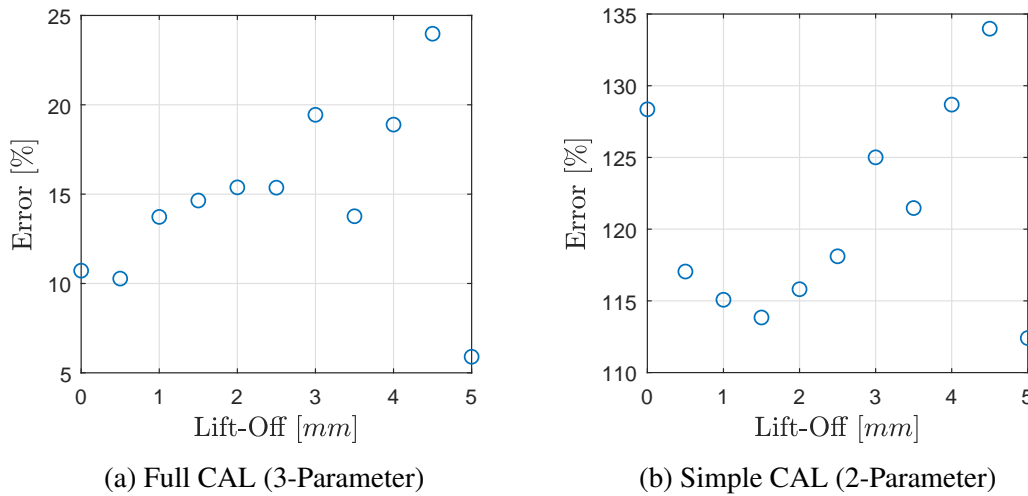 25
20
15
10
5
Error [%]
0 1 2 3 4 5
Lift-Off [mm]
(a) Full CAL (3-Parameter)
135
130
125
120
115
110
Error [%]
0 1 2 3 4 5
Lift-Off [mm]
(b) Simple CAL (2-Parameter)